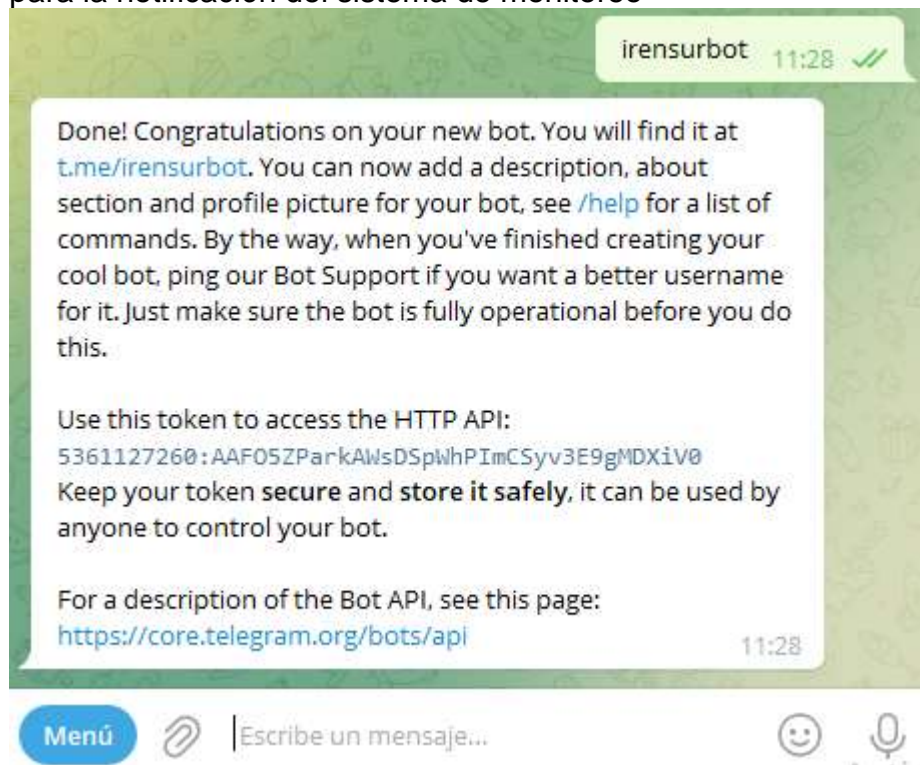 para la notificación del sistema de monitoreo
irensurbot 11:28
Done! Congratulations on your new bot. You will find it at
t.me/irensurbot. You can now add a description, about
section and profile picture for your bot, see /help for a list of
commands. By the way, when you've finished creating your
cool bot, ping our Bot Support if you want a better username
for it. Just make sure the bot is fully operational before you do
this.
Use this token to access the HTTP API:
5361127260:AAFO5ZParkAWsDSpWhPImCSyv3E9gMDXiV0
Keep your token secure and store it safely, it can be used by
anyone to control your bot.
For a description of the Bot API, see this page:
https://core.telegram.org/bots/api 11:28
Menú Escribe un mensaje...